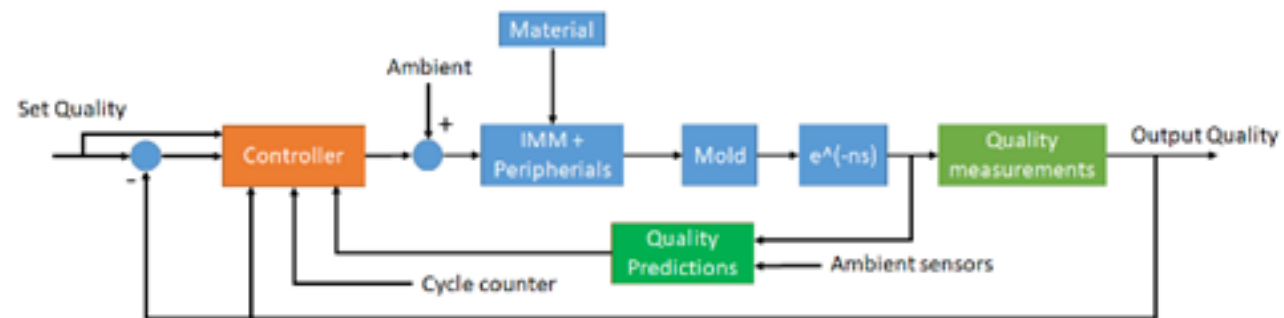 Material
Ambient
Set Quality
+
Controller
IMM +
Peripherials
Mold
e^(-ns)
Quality
measurements
Output Quality
-
Quality
Predictions
Ambient sensors
Cycle counter